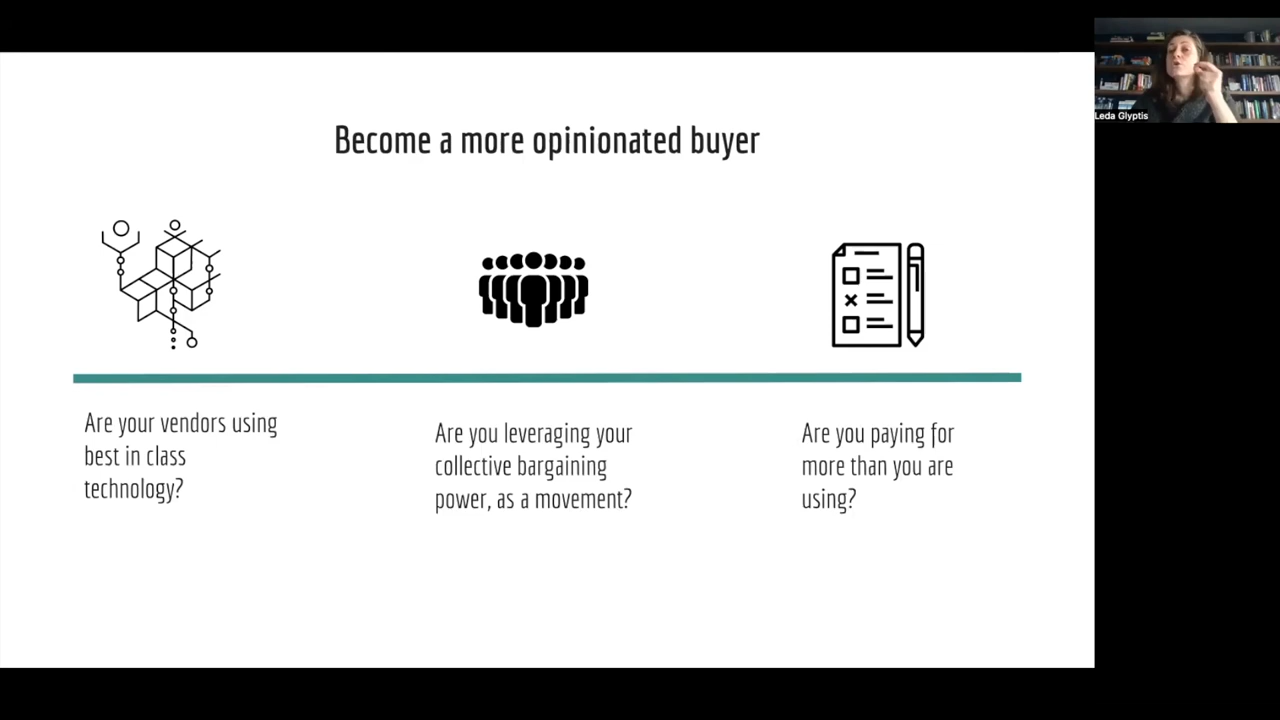 Become a more opinionated buyer
Leda Glyptis
Are your vendors using
best in class
technology?
Are you leveraging your
collective bargaining
power, as a movement?
Are you paying for
more than you are
using?